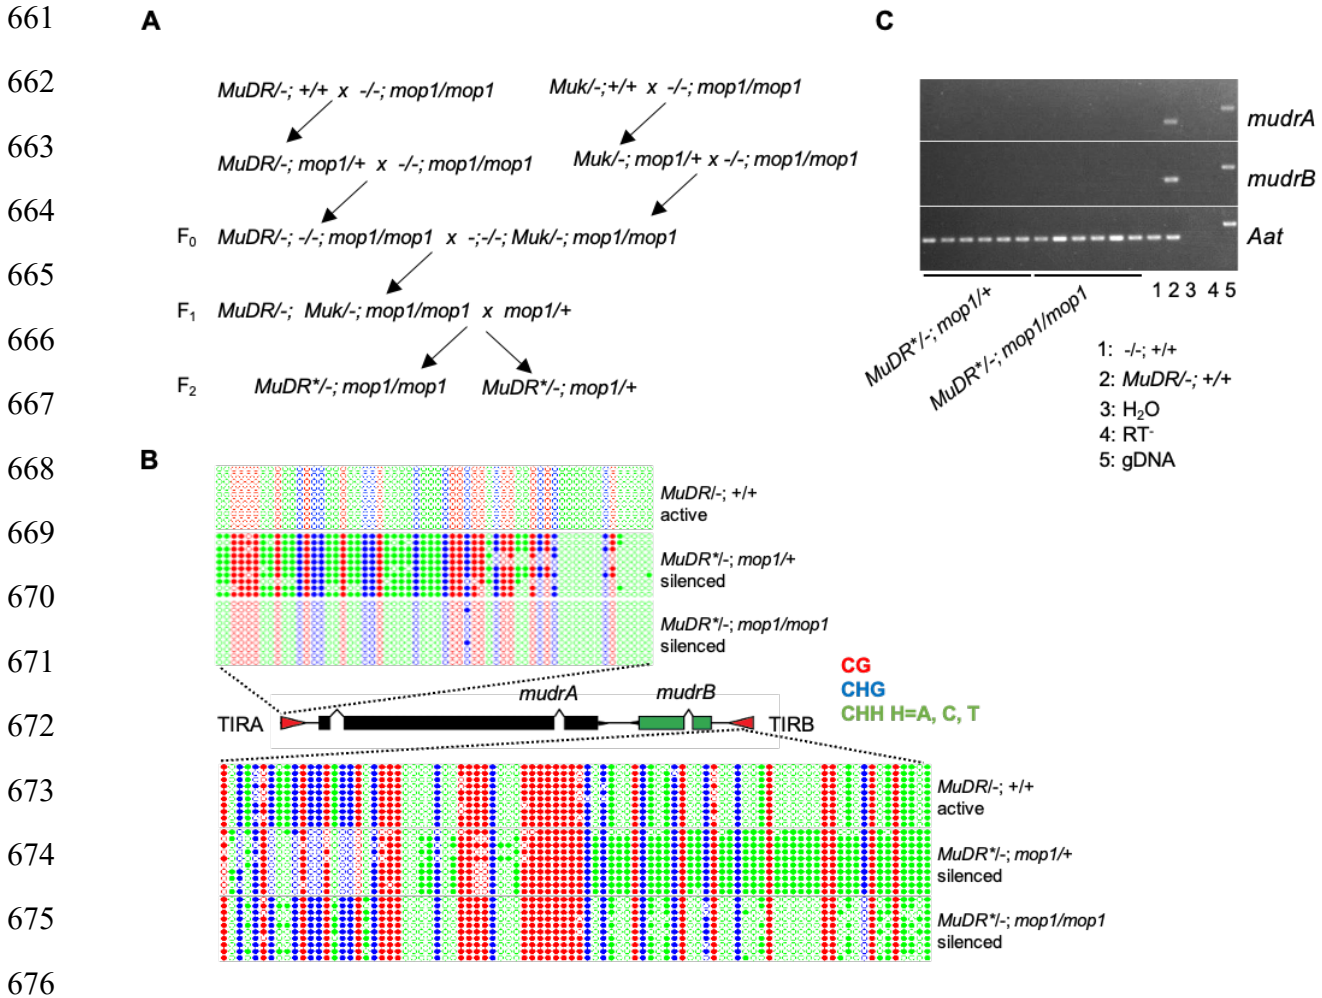 661
A
C
662
MuDR/-; +/+ x -/-; mop1/mop1
Muk/-;+/+ x -/-; mop1/mop1
mudrA
663
MuDR/-; mop1/+ x -/-; mop1/mop1
Muk/-; mop1/+ x -/-; mop1/mop1
mudrB
664
F0 MuDR/-; -/-; mop1/mop1 x -;-/-; Muk/-; mop1/mop1
Aat
665
1 2 3 4 5
F1 MuDR/-; Muk/-; mop1/mop1 x mop1/+
MuDR*/-; mop1/+
MuDR*/-; mop1/mop1
666
1: -/-; +/+
F2 MuDR*/-; mop1/mop1 MuDR*/-; mop1/+
2: MuDR/-; +/+
667
3: H2O
4: RT-
5: gDNA
668
B
MuDR/-; +/+
active
669
MuDR*/-; mop1/+
silenced
670
MuDR*/-; mop1/mop1
silenced
671
CG
CHG
CHH H=A, C, T
mudrA mudrB
672
TIRA
TIRB
673
MuDR/-; +/+
active
674
MuDR*/-; mop1/+
silenced
675
MuDR*/-; mop1/mop1
silenced
676